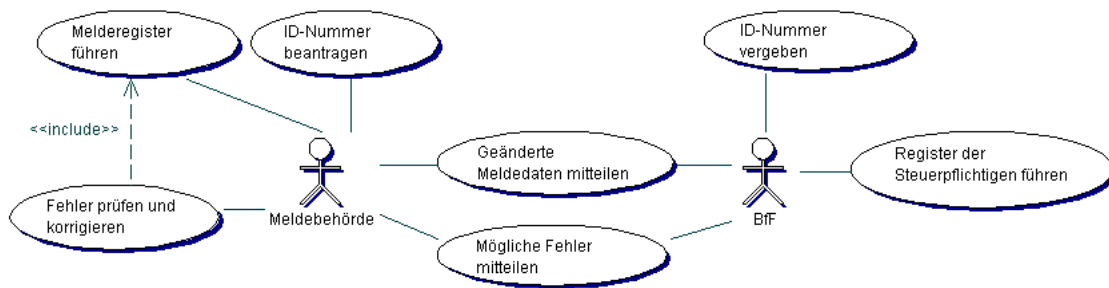 Melderegister
führen
ID-Nummer
beantragen
ID-Nummer
vergeben
<<include>>
Geänderte
Meldedaten mitteilen
Register der
Steuerpflichtigen führen
Fehler prüfen und
korrigieren
Meldebehörde
BfF
Mögliche Fehler
mitteilen